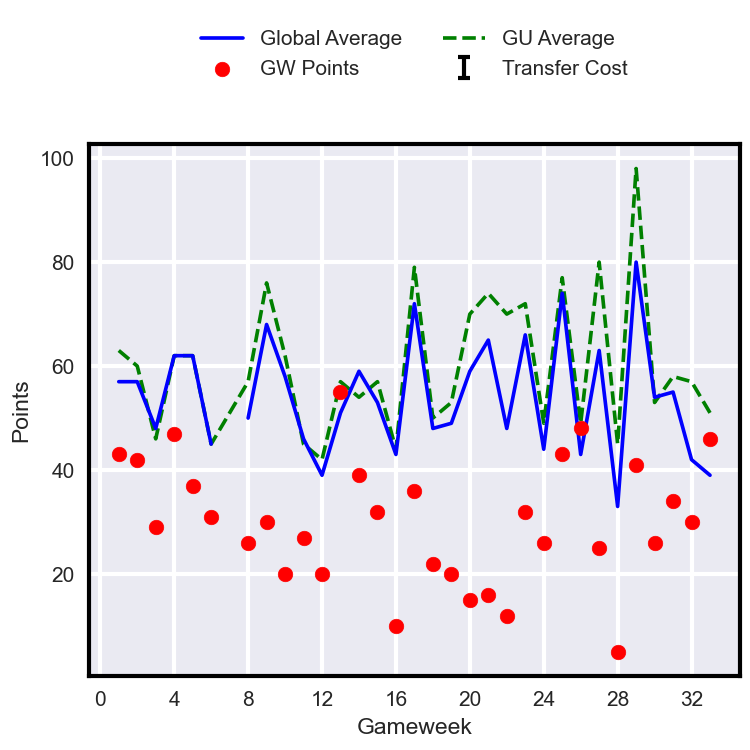 Global Average GU Average
GW Points Transfer Cost
100
80
60
40
20
Points
0 4 8 12 16 20 24 28 32
Gameweek